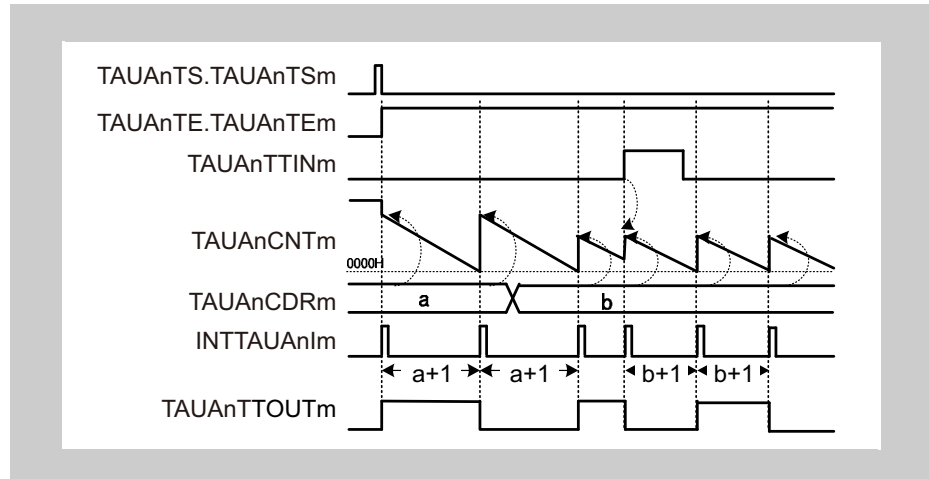 TAUAnTS.TAUAnTSm
TAUAnTE.TAUAnTEm
TAUAnTTINm
TAUAnCNTm
0000H
TAUAnCDRm
a
b
INTTAUAnIm
a+1
a+1
b+1
b+1
TAUAnTTOUTm